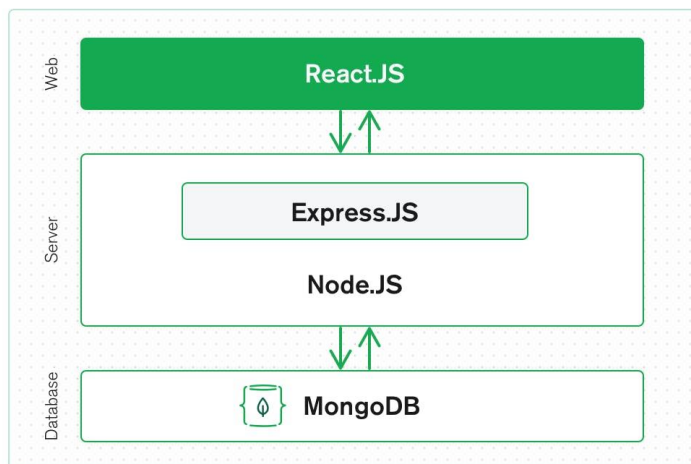 Web
React.JS
Server
Express.JS
Node.JS
Database
MongoDB